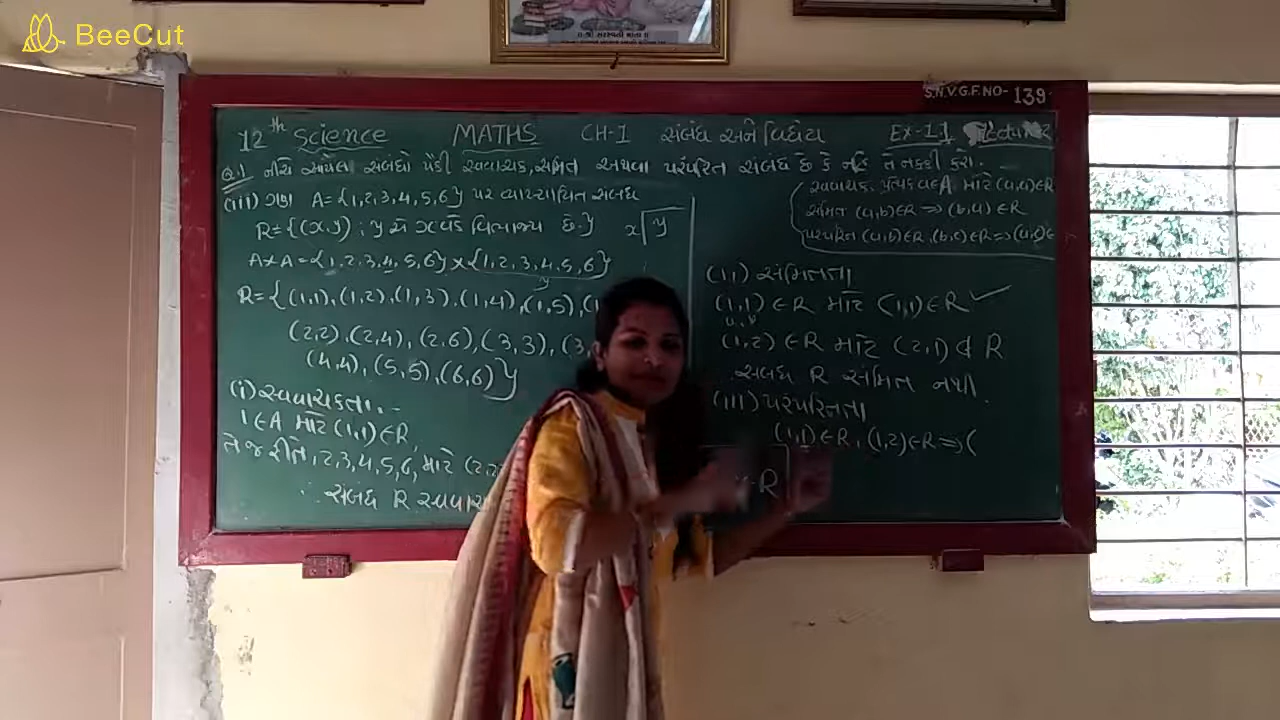 BeeCut
॥ શ્રી સરસ્વતી માતા ॥
S.N.V.G.F.NO- 139
12th Science MATHS CH-1 સંબંધ અને વિધેય Ex-1.1
Q.1 નીચે આપેલા સંબંધો પૈકી સ્વવાચક, સંમિત અથવા પરંપરિત સંબંધ છે કે નહિ તે નક્કી કરો.
(iii) ગણ A={1,2,3,4,5,6} પર વ્યાખ્યાયિત સંબંધ
R={(x,y) : y એ x વડે વિભાજ્ય છે.} x y
A×A={1,2,3,4,5,6}×{1,2,3,4,5,6}
y
R={(1,1),(1,2),(1,3),(1,4),(1,5),(1
(2,2),(2,4),(2,6),(3,3),(3,
(4,4),(5,5),(6,6)}
(i) સ્વવાચકતા :-
1∈A માટે (1,1)∈R,
તે જ રીતે, 2,3,4,5,6, માટે (2,2
∴ સંબંધ R
સ્વવાચક પ્રત્યેક a∈A માટે (a,a)∈R
સંમિત (a,b)∈R ⇒ (b,a)∈R
પરંપરિત (a,b)∈R,(b,c)∈R⇒(a,c)∈
(ii) સંમિતતા
(1,1)∈R માટે (1,1)∈R ✓
a,b
(1,2)∈R માટે (2,1)∉R
∴ સંબંધ R સંમિત નથી.
(iii) પરંપરિતતા
(1,1)∈R,(1,2)∈R⇒(
R